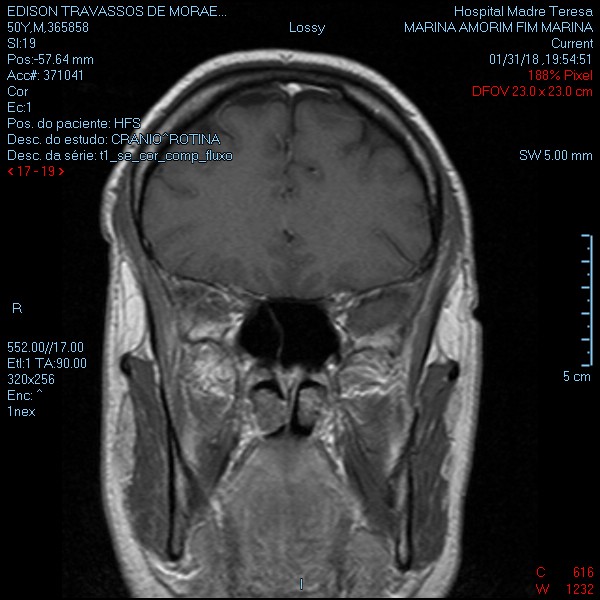 EDISON TRAVASSOS DE MORAE...
50Y,M,365858
Sl:19
Pos:-57.64 mm
Acc#: 371041
Cor
Ec:1
Pos. do paciente: HFS
Desc. do estudo: CRANIO^ROTINA
Desc. da série: t1_se_cor_comp_fluxo
< 17 - 19 >
Lossy
Hospital Madre Teresa
MARINA AMORIM FIM MARINA
Current
01/31/18 ,19:54:51
188% Pixel
DFOV 23.0 x 23.0 cm
SW 5.00 mm
R
552.00//17.00
Etl:1 TA:90.00
320x256
Enc: ^
1nex
5 cm
I
C 616
W 1232